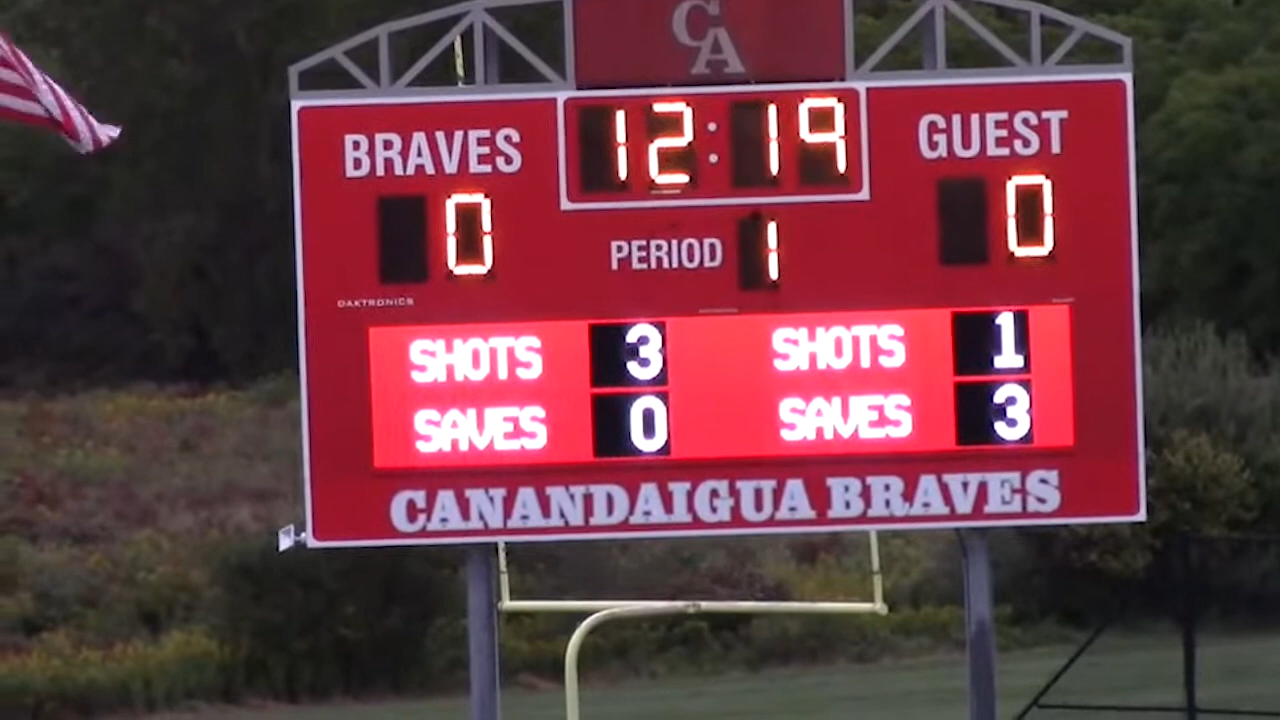 CA
BRAVES 12:19 GUEST
0 PERIOD 1 0
DAKTRONICS
SHOTS 3 SHOTS 1
SAVES 0 SAVES 3
CANANDAIGUA BRAVES